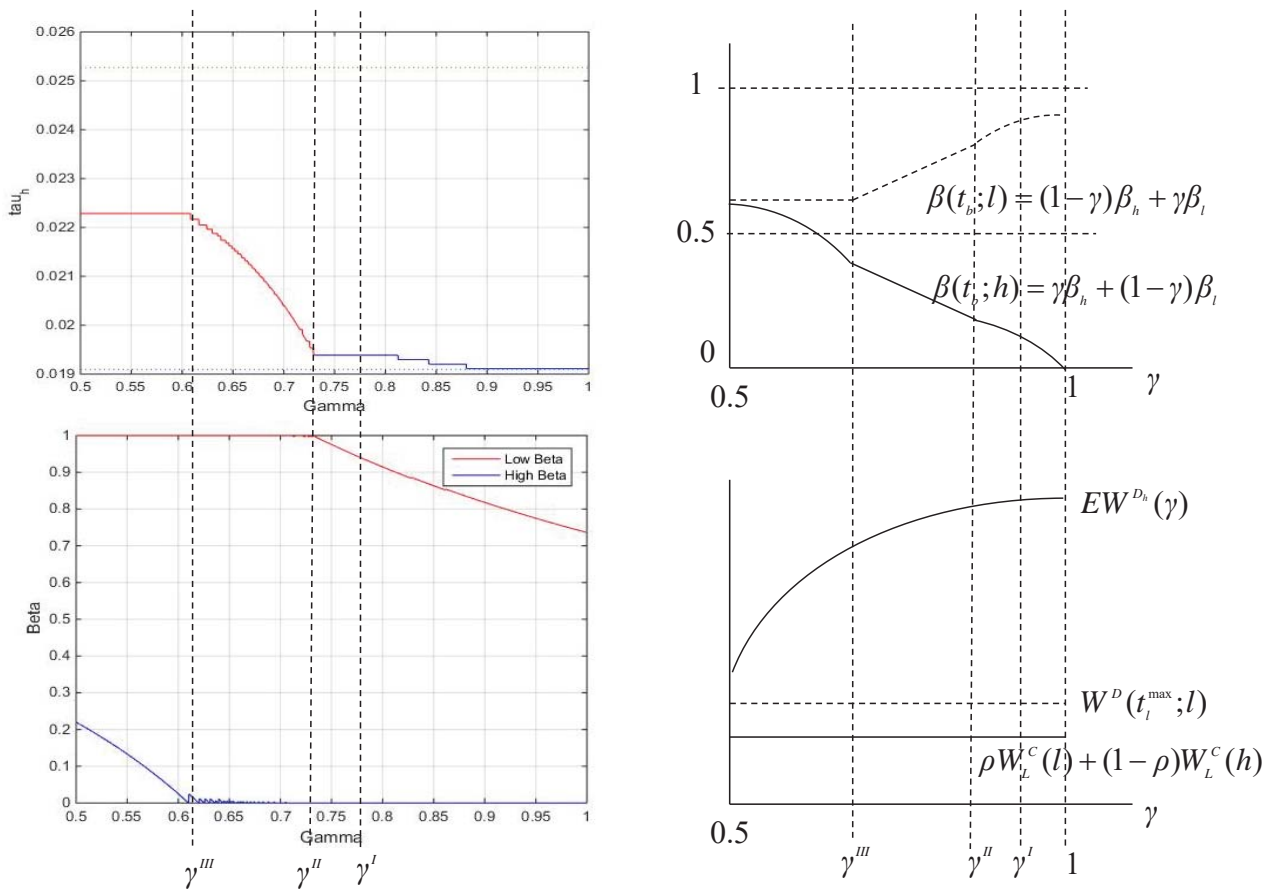 0.026
0.025
0.024
0.023
0.022
0.021
0.02
0.019
tau_h
0.5 0.55 0.6 0.65 0.7 0.75 0.8 0.85 0.9 0.95 1
Gamma
1
0.9
0.8
0.7
0.6
0.5
0.4
0.3
0.2
0.1
0
Beta
Low Beta
High Beta
0.5 0.55 0.6 0.65 0.7 0.75 0.8 0.85 0.9 0.95 1
Gamma
γ^III γ^II γ^I
1
0.5
0
β(t_b;l) = (1−γ)β_h + γβ_l
β(t_b;h) = γβ_h + (1−γ)β_l
0.5 1 γ
EW^{D_h}(γ)
W^D(t_l^max;l)
ρW_L^C(l) + (1−ρ)W_L^C(h)
0.5 γ
γ^III γ^II γ^I 1